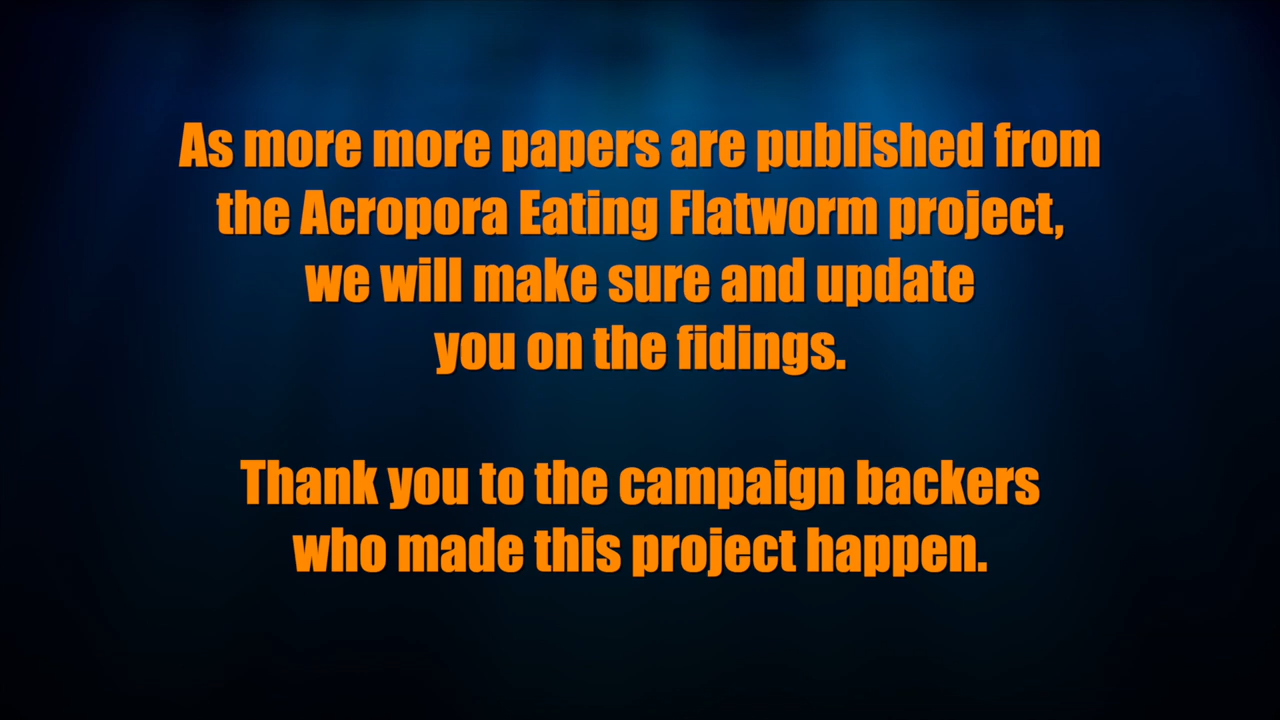 As more more papers are published from
the Acropora Eating Flatworm project,
we will make sure and update
you on the fidings.
Thank you to the campaign backers
who made this project happen.